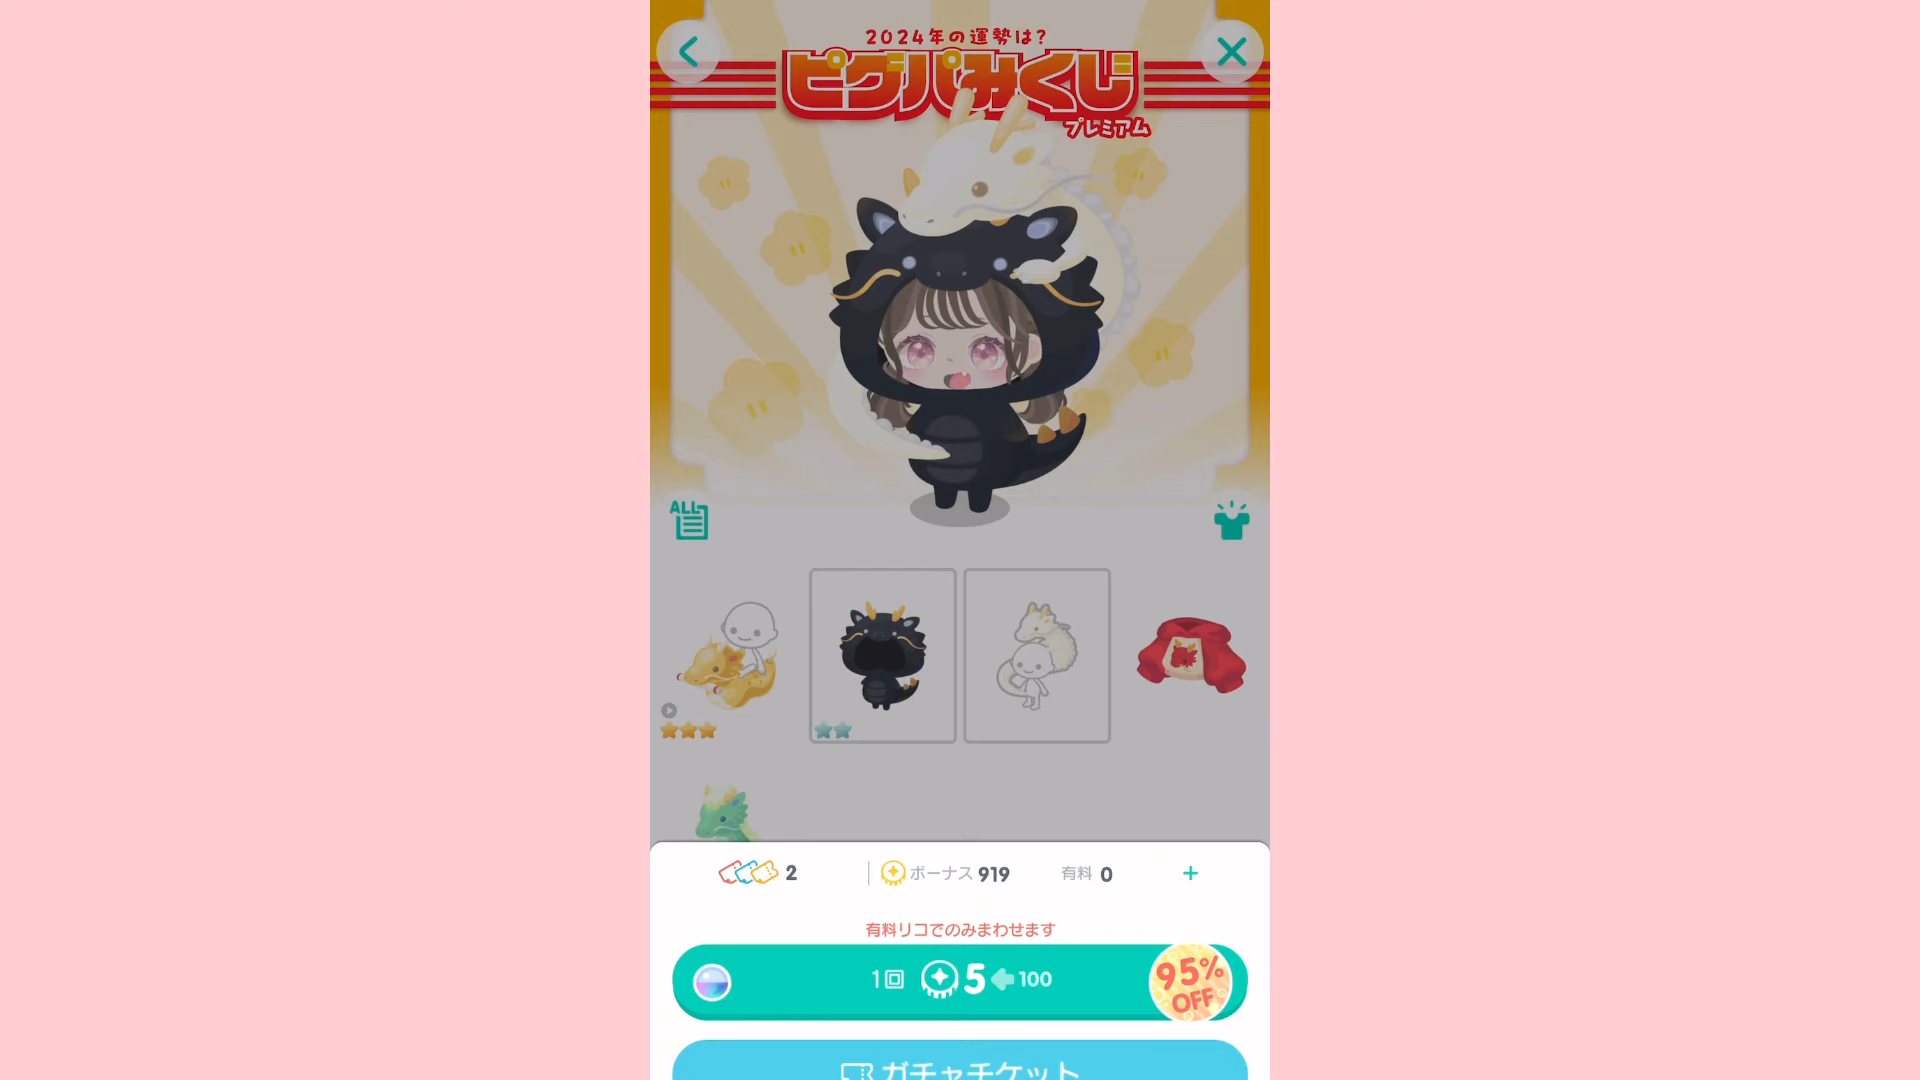 2024年の運勢は?
ピグパみくじ
プレミアム
ALL
2
ボーナス 919
有料 0
+
有料リコでのみまわせます
1回 5 100
95% OFF
ガチャチケット